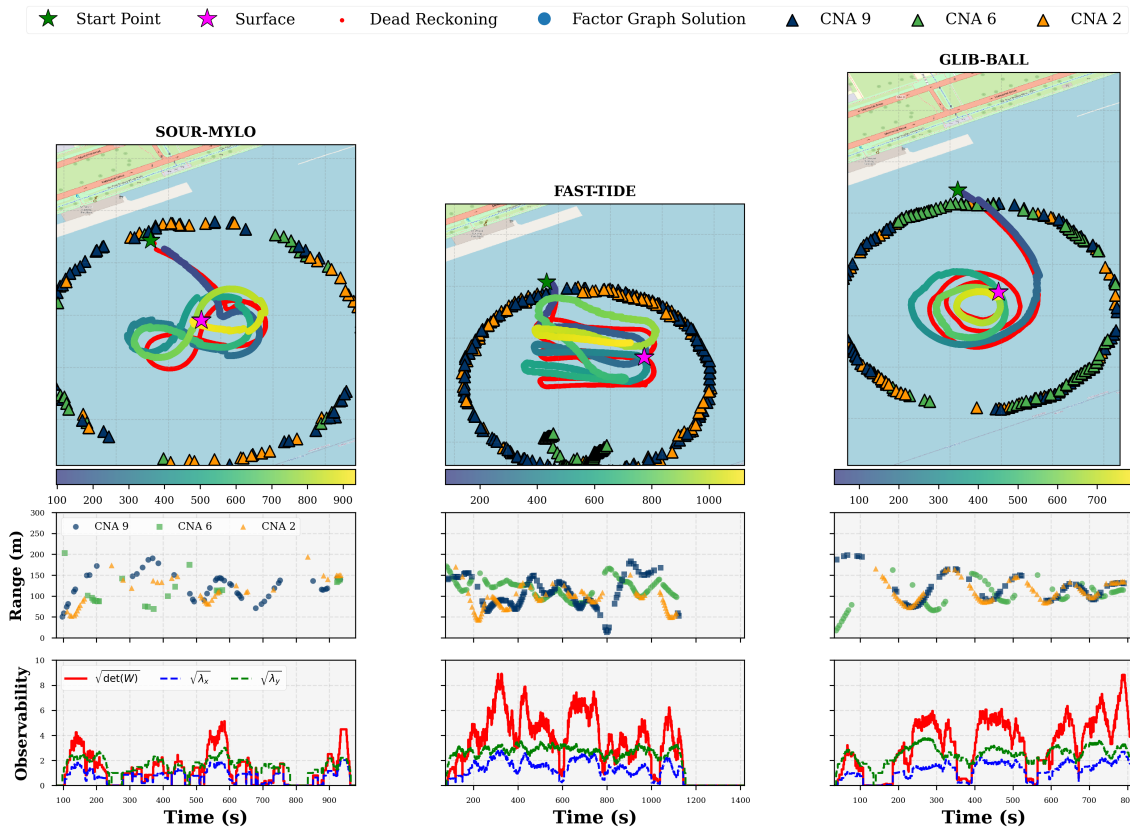 Start Point Surface Dead Reckoning Factor Graph Solution CNA 9 CNA 6 CNA 2
GLIB-BALL
SOUR-MYLO
FAST-TIDE
100 200 300 400 500 600 700 800 900
200 400 600 800 1000
100 200 300 400 500 600 700
Range (m)
300
250
200
150
100
50
0
CNA 9 CNA 6 CNA 2
Observability
10
8
6
4
2
0
√det(W) √λx √λy
100 200 300 400 500 600 700 800 900
200 400 600 800 1000 1200 1400
100 200 300 400 500 600 700 800
Time (s) Time (s) Time (s)